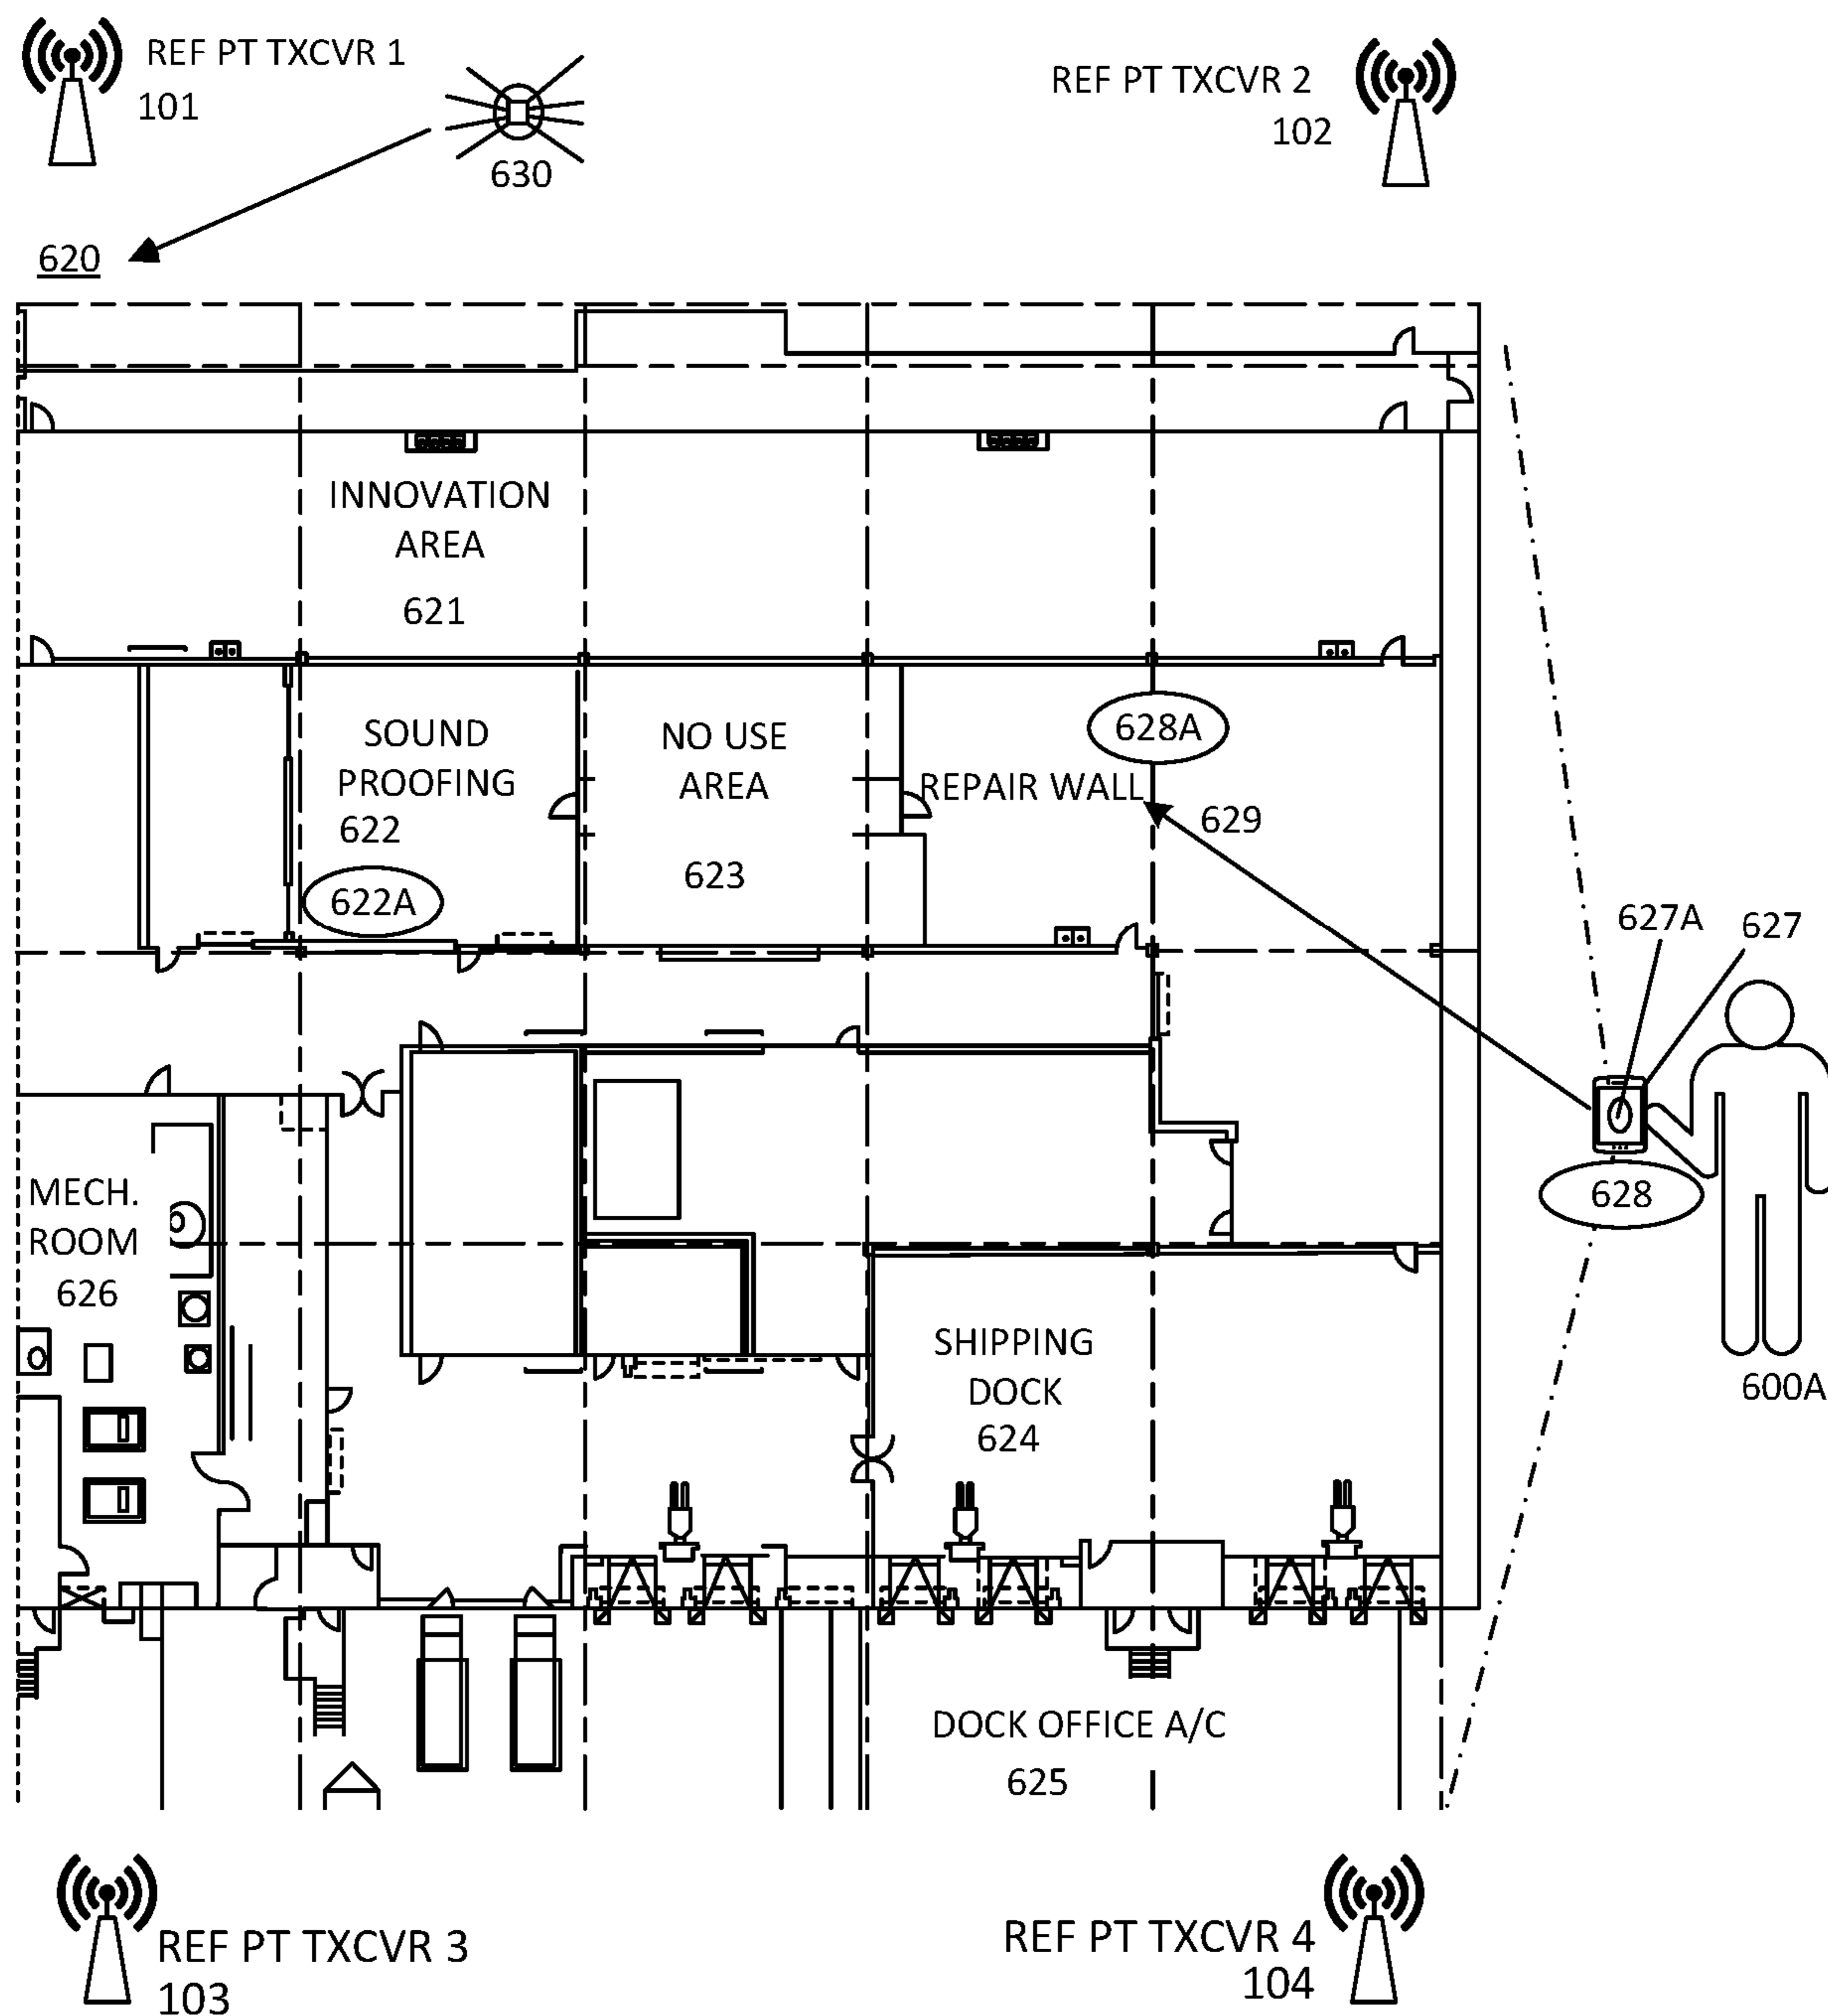 REF PT TXCVR 1
101
630
REF PT TXCVR 2
102
620
INNOVATION
AREA
621
SOUND
PROOFING
622
622A
NO USE
AREA
623
628A
REPAIR WALL
629
627A
627
628
600A
MECH.
ROOM
626
SHIPPING
DOCK
624
DOCK OFFICE A/C
625
REF PT TXCVR 3
103
REF PT TXCVR 4
104